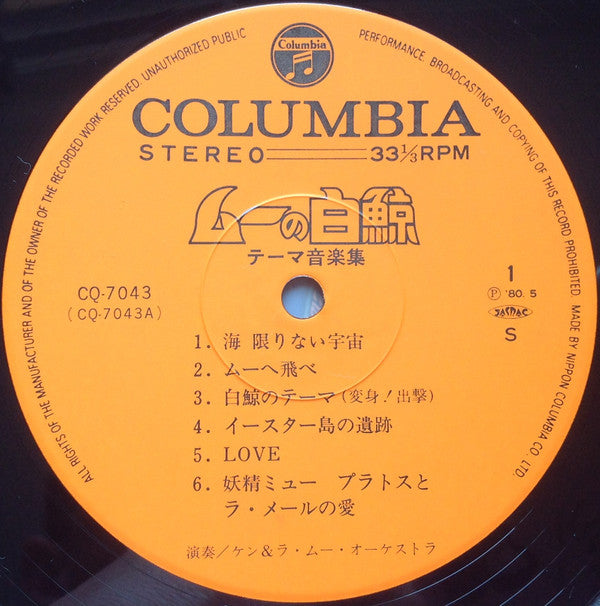 ALL RIGHTS OF THE MANUFACTURER AND OF THE OWNER OF THE RECORDED WORK RESERVED. UNAUTHORIZED PUBLIC PERFORMANCE, BROADCASTING AND COPYING OF THIS RECORD PROHIBITED. MADE BY NIPPON COLUMBIA CO. LTD.
Columbia
COLUMBIA
STEREO 33⅓RPM
ムーの白鯨
テーマ音楽集
CQ-7043
(CQ-7043A)
1
Ⓟ '80. 5
JASRAC
S
1. 海 限りない宇宙
2. ムーへ飛べ
3. 白鯨のテーマ(変身!出撃)
4. イースター島の遺跡
5. LOVE
6. 妖精ミュー プラトスと
ラ・メールの愛
演奏/ケン&ラ・ムー・オーケストラ